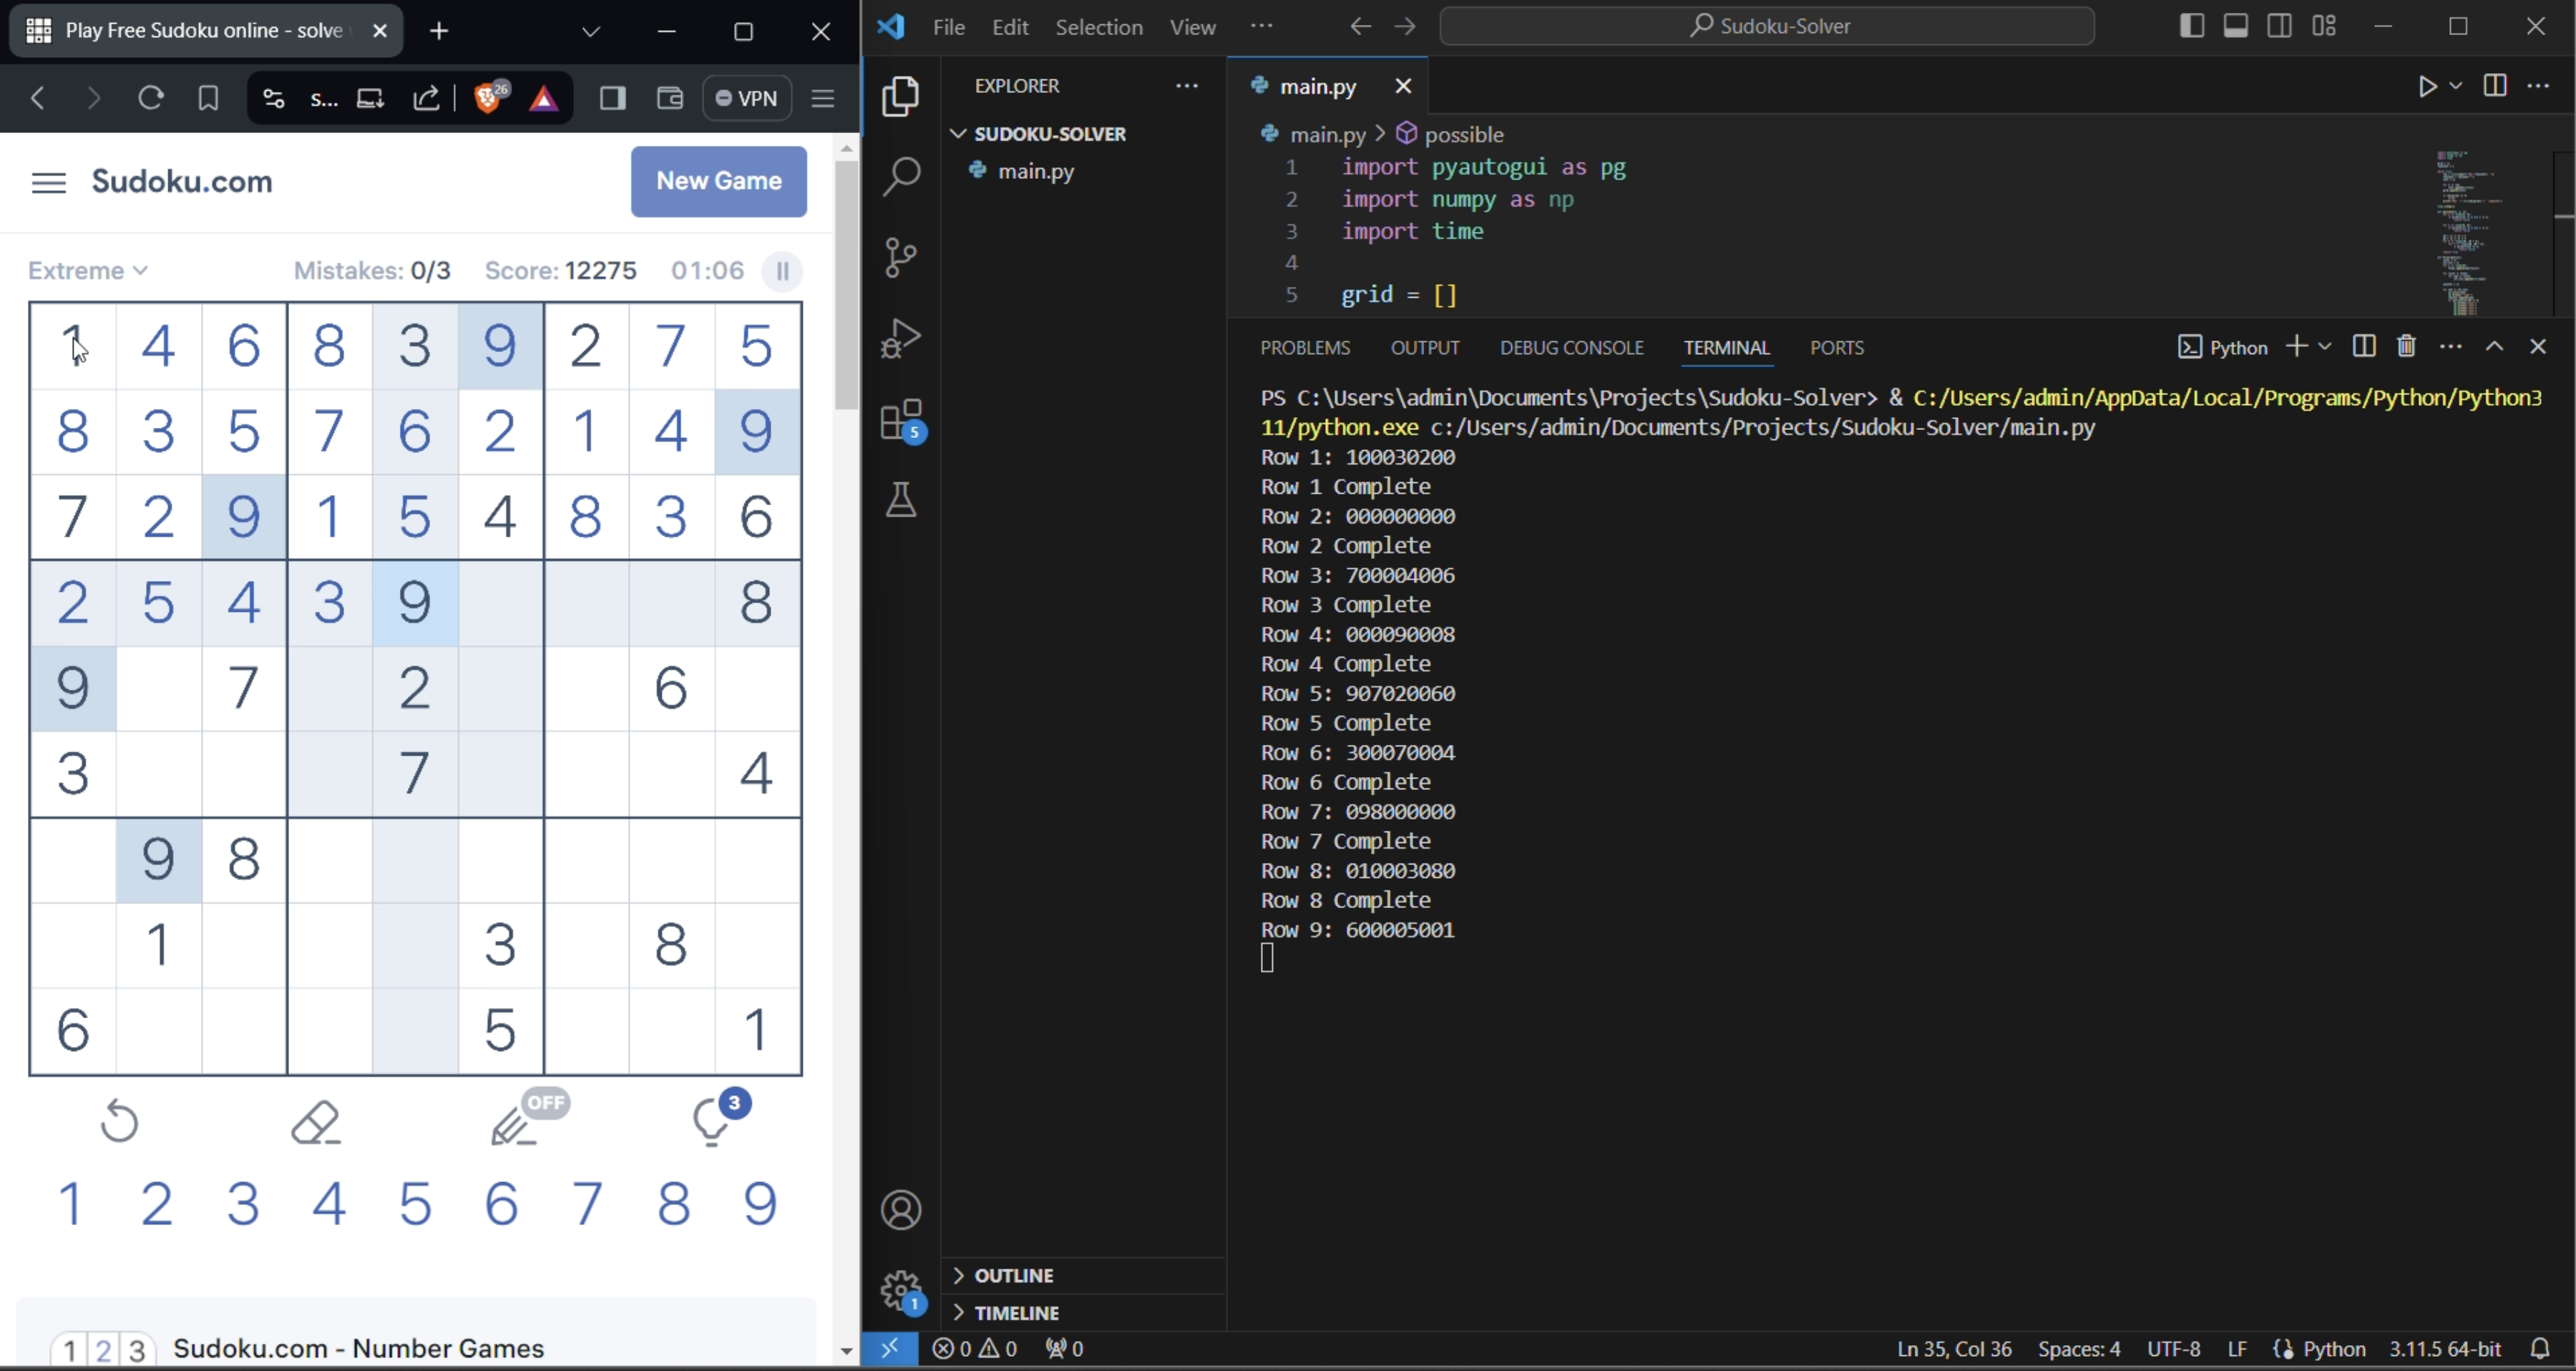 Play Free Sudoku online - solve
s...
26
VPN
Sudoku.com
New Game
Extreme
Mistakes: 0/3
Score: 12275
01:06
1 4 6 8 3 9 2 7 5
8 3 5 7 6 2 1 4 9
7 2 9 1 5 4 8 3 6
2 5 4 3 9 8
9 7 2 6
3 7 4
9 8
1 3 8
6 5 1
OFF
3
1 2 3 4 5 6 7 8 9
1 2 3
Sudoku.com - Number Games
File Edit Selection View ...
Sudoku-Solver
EXPLORER ...
SUDOKU-SOLVER
main.py
5
1
OUTLINE
TIMELINE
main.py
main.py > possible
1 import pyautogui as pg
2 import numpy as np
3 import time
4
5 grid = []
PROBLEMS OUTPUT DEBUG CONSOLE TERMINAL PORTS
Python
PS C:\Users\admin\Documents\Projects\Sudoku-Solver> & C:/Users/admin/AppData/Local/Programs/Python/Python3
11/python.exe c:/Users/admin/Documents/Projects/Sudoku-Solver/main.py
Row 1: 100030200
Row 1 Complete
Row 2: 000000000
Row 2 Complete
Row 3: 700004006
Row 3 Complete
Row 4: 000090008
Row 4 Complete
Row 5: 907020060
Row 5 Complete
Row 6: 300070004
Row 6 Complete
Row 7: 098000000
Row 7 Complete
Row 8: 010003080
Row 8 Complete
Row 9: 600005001
0 0 0
Ln 35, Col 36 Spaces: 4 UTF-8 LF Python 3.11.5 64-bit